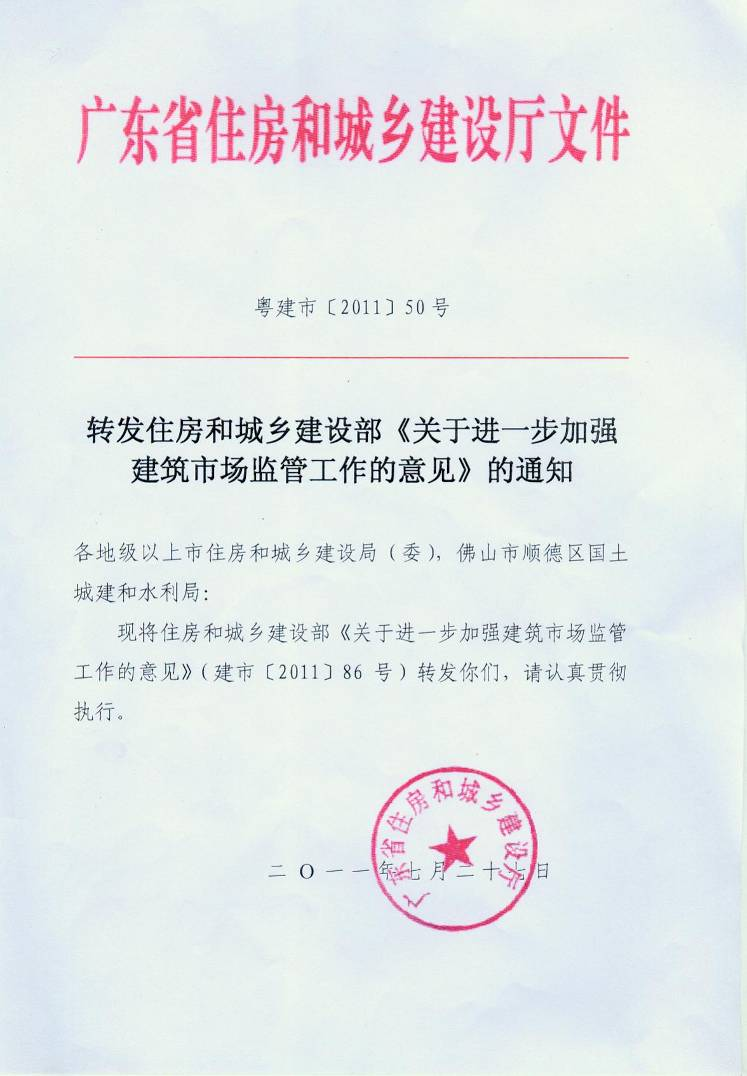 广东省住房和城乡建设厅文件
粤建市〔2011〕50号
转发住房和城乡建设部《关于进一步加强
建筑市场监管工作的意见》的通知
各地级以上市住房和城乡建设局(委)，佛山市顺德区国土
城建和水利局：
现将住房和城乡建设部《关于进一步加强建筑市场监管
工作的意见》(建市〔2011〕86 号)转发你们，请认真贯彻
执行。
广东省住房和城乡建设厅
二O一一年七月二十七日